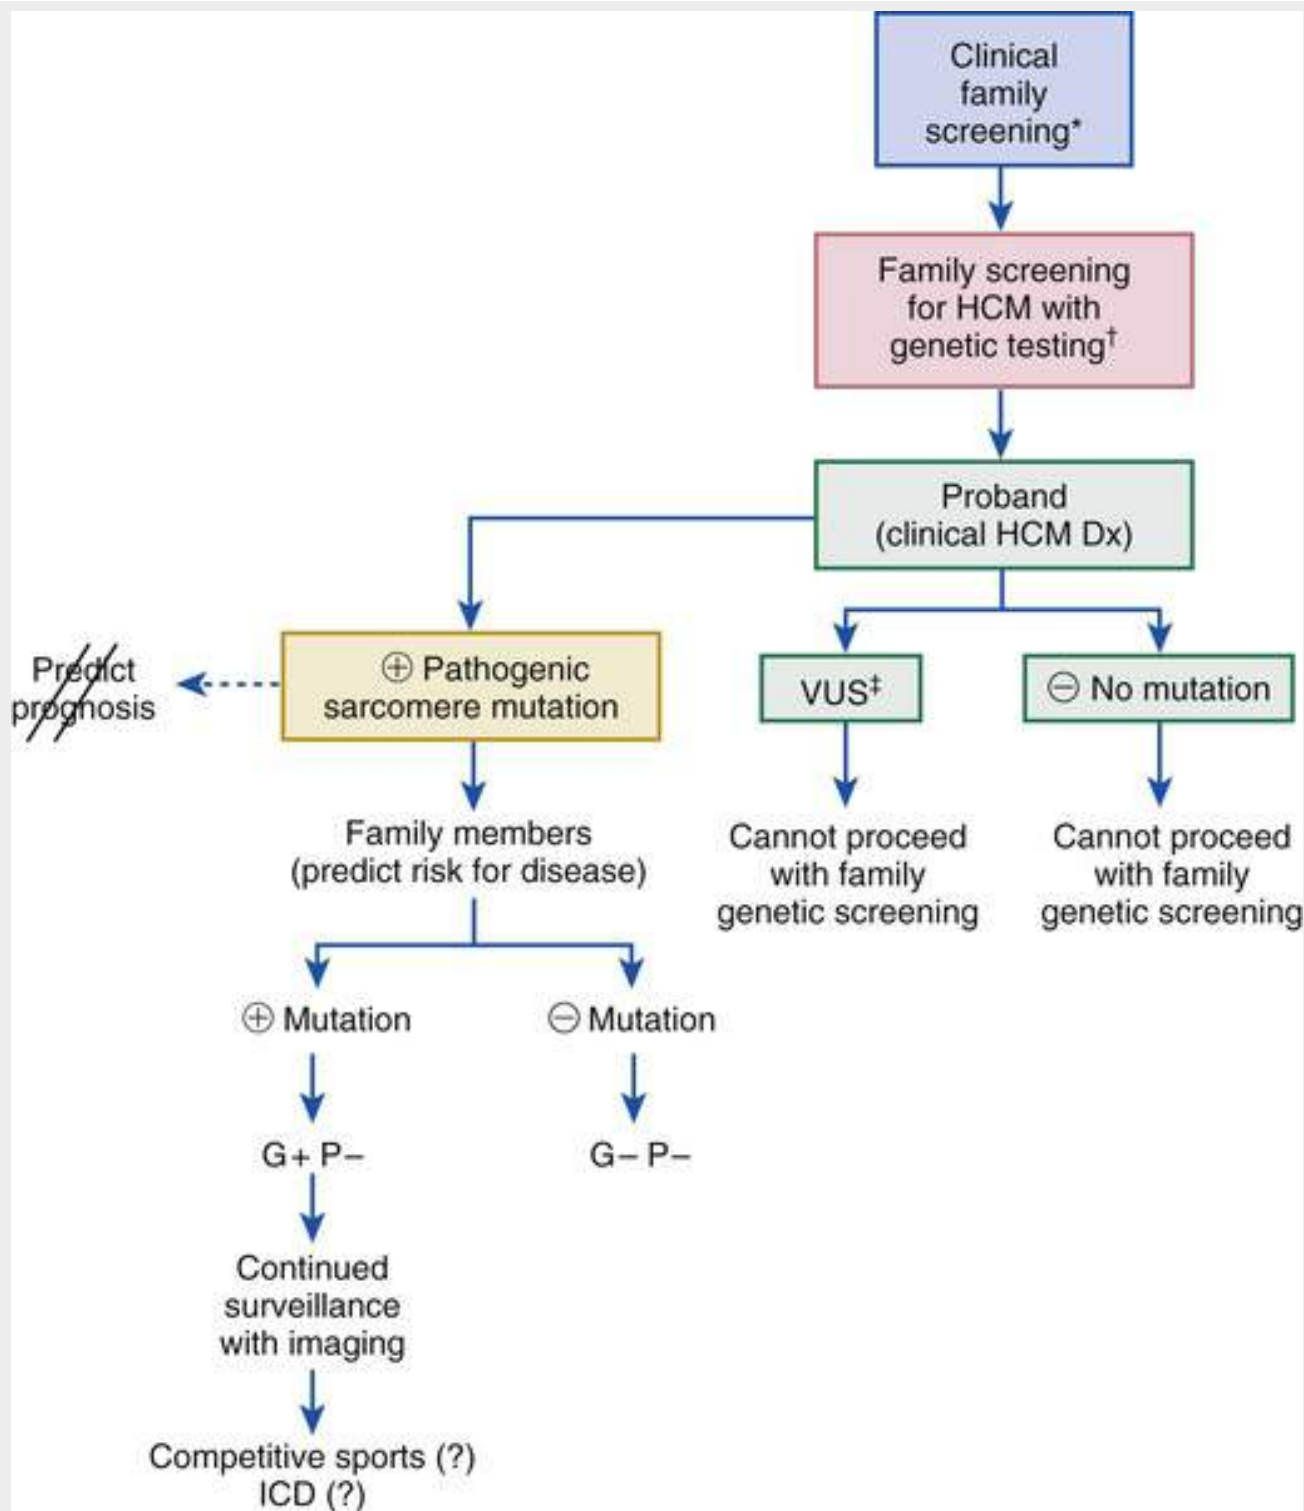 Clinical
family
screening*
Family screening
for HCM with
genetic testing†
Proband
(clinical HCM Dx)
Predict
prognosis
⊕ Pathogenic
sarcomere mutation
VUS‡
⊖ No mutation
Family members
(predict risk for disease)
Cannot proceed
with family
genetic screening
Cannot proceed
with family
genetic screening
⊕ Mutation
⊖ Mutation
G+ P–
G– P–
Continued
surveillance
with imaging
Competitive sports (?)
ICD (?)